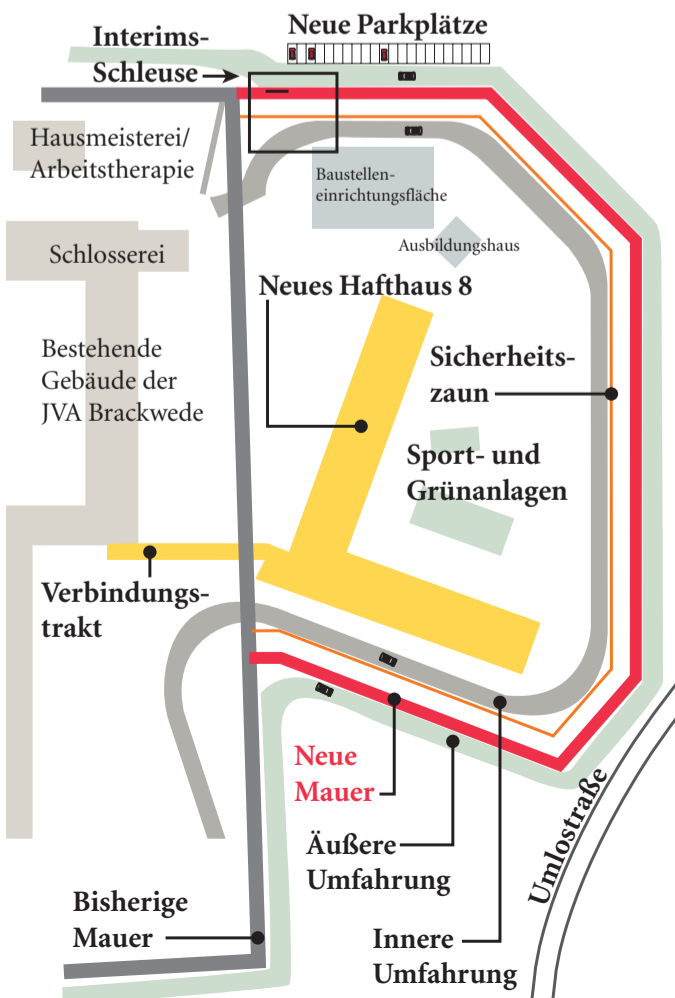 Neue Parkplätze
Interims-
Schleuse
Hausmeisterei/
Arbeitstherapie
Baustellen-
einrichtungsfläche
Ausbildungshaus
Schlosserei
Neues Hafthaus 8
Bestehende
Gebäude der
JVA Brackwede
Sicherheits-
zaun
Sport- und
Grünanlagen
Verbindungs-
trakt
Neue
Mauer
Äußere
Umfahrung
Umlostraße
Bisherige
Mauer
Innere
Umfahrung